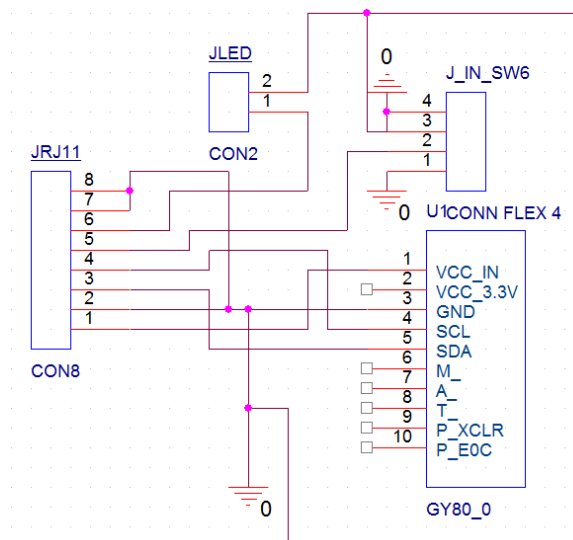 JLED
2
1
CON2
0
J_IN_SW6
4
3
2
1
0
CONN FLEX 4
JRJ11
8
7
6
5
4
3
2
1
CON8
U1
1
2
3
4
5
6
7
8
9
10
VCC_IN
VCC_3.3V
GND
SCL
SDA
M_
A_
T_
P_XCLR
P_E0C
GY80_0
0